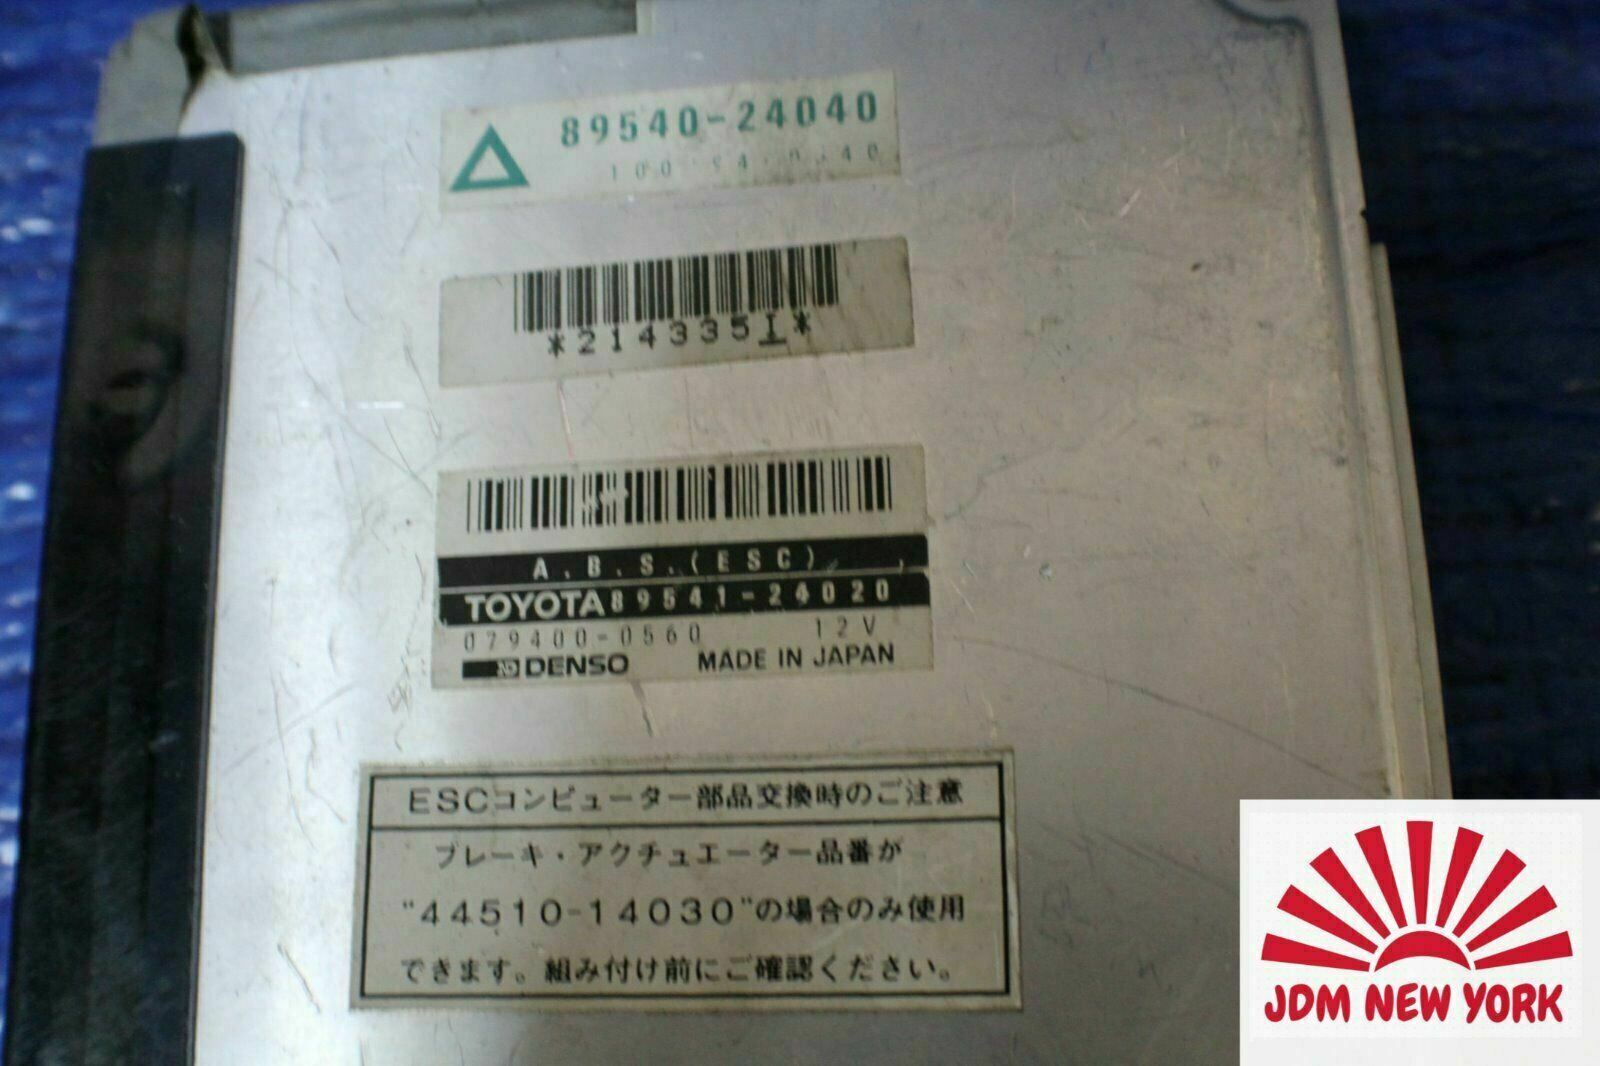 89540-24040
*214335I*
A.B.S.(ESC)
TOYOTA 89541-24020
079400-0560 12V
DENSO MADE IN JAPAN
ESCコンピューター部品交換時のご注意
ブレーキ・アクチュエーター品番が
"44510-14030"の場合のみ使用
できます。組み付け前にご確認ください。
JDM NEW YORK